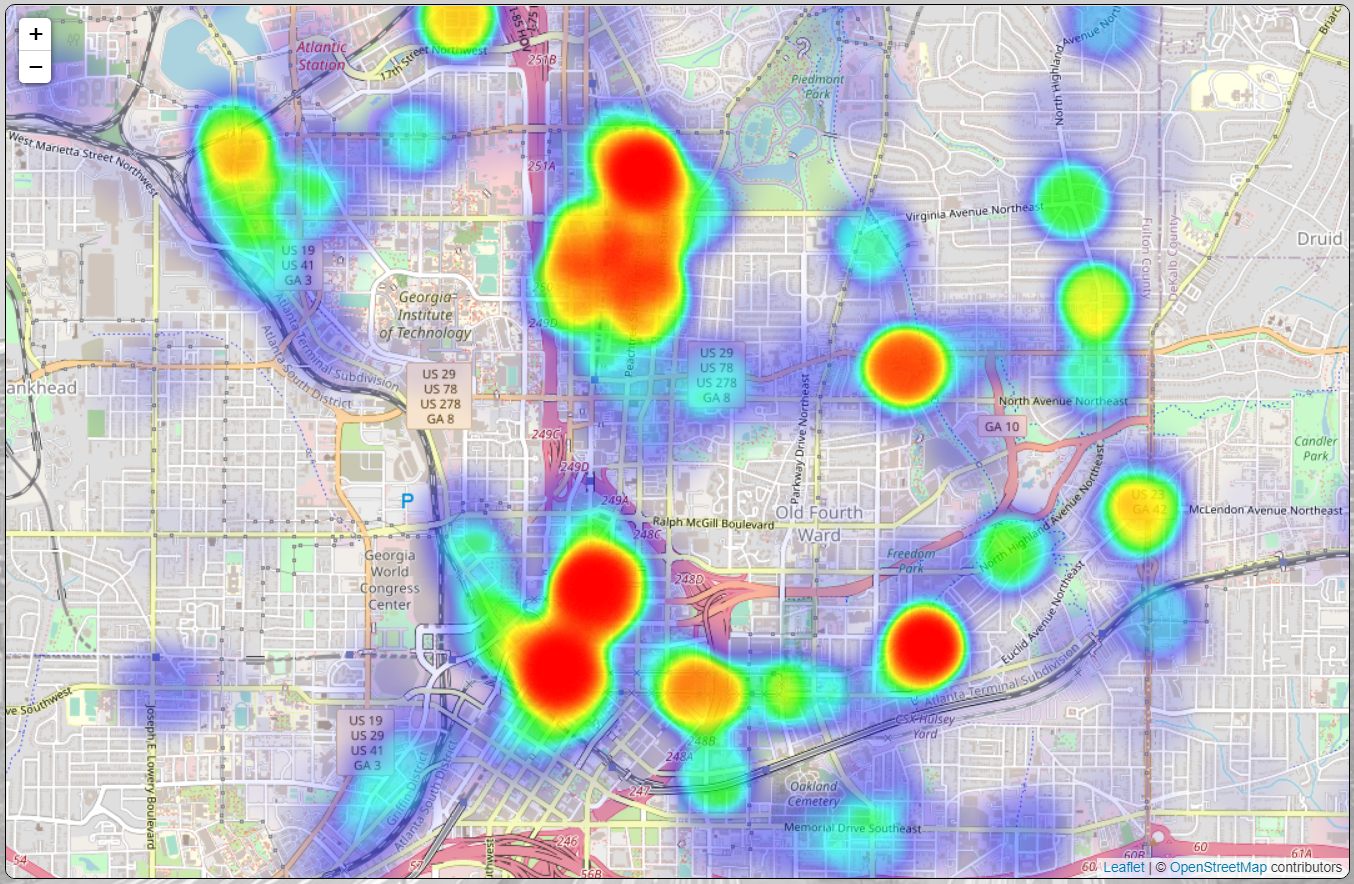 +
−
Atlantic
Station
17th Street Northwest
I-85 HOV
I-75
251B
North Highland Avenue Nort
Briarc
Piedmont
Park
West Marietta Street Northwest
251A
Virginia Avenue Northeast
Fulton County
DeKalb County
Druid
US 19
US 41
GA 3
Georgia
Institute
of Technology
249D
Atlanta Terminal Subdivision
Atlanta South District
ankhead
US 29
US 78
US 278
GA 8
US 29
US 78
US 278
GA 8
North Avenue Northeast
GA 10
249C
249D
249A
Parkway Drive Northeast
Candler
Park
P
Ralph McGill Boulevard
248C
Old Fourth
Ward
US 23
GA 42
McLendon Avenue Northeast
North Highland Avenue Northeast
Georgia
World
Congress
Center
Freedom
Park
248D
Euclid Avenue Northeast
Atlanta Terminal Subdivision
CSX Hulsey
Yard
ve Southwest
Joseph E. Lowery Boulevard
US 19
US 29
US 41
GA 3
248B
248A
247
Oakland
Cemetery
Griffin District
Atlanta South District
Memorial Drive Southeast
54
57
246
56B
uthwest
60B
60
60
61A
Leaflet | © OpenStreetMap contributors